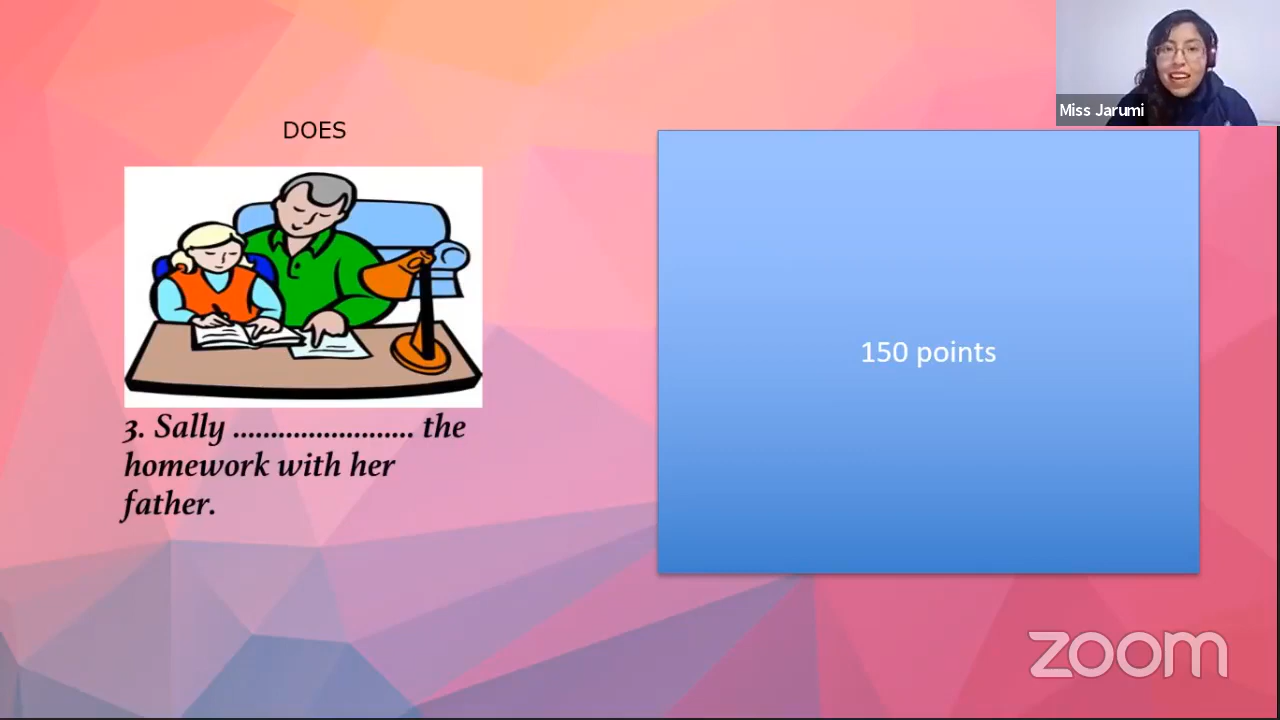 Miss Jarumi
DOES
3. Sally ........................ the
homework with her
father.
150 points
zoom